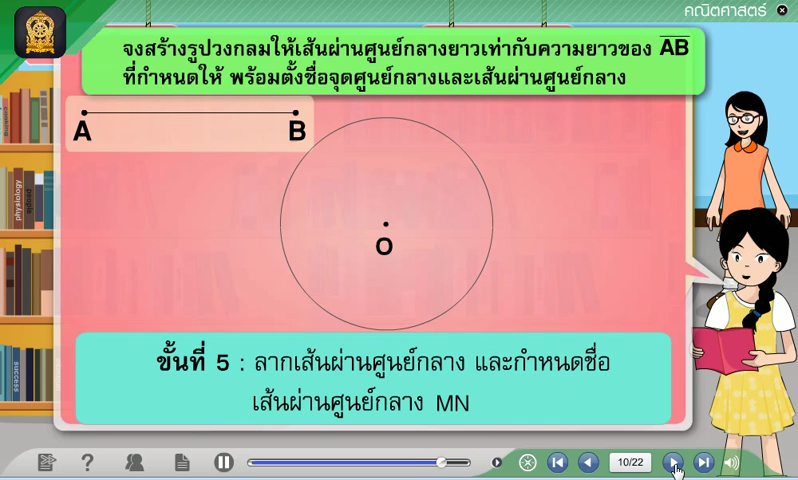 คณิตศาสตร์
จงสร้างรูปวงกลมให้เส้นผ่านศูนย์กลางยาวเท่ากับความยาวของ AB
ที่กำหนดให้ พร้อมตั้งชื่อจุดศูนย์กลางและเส้นผ่านศูนย์กลาง
A B
O
physiology
people
success
ขั้นที่ 5 : ลากเส้นผ่านศูนย์กลาง และกำหนดชื่อ
เส้นผ่านศูนย์กลาง MN
10/22